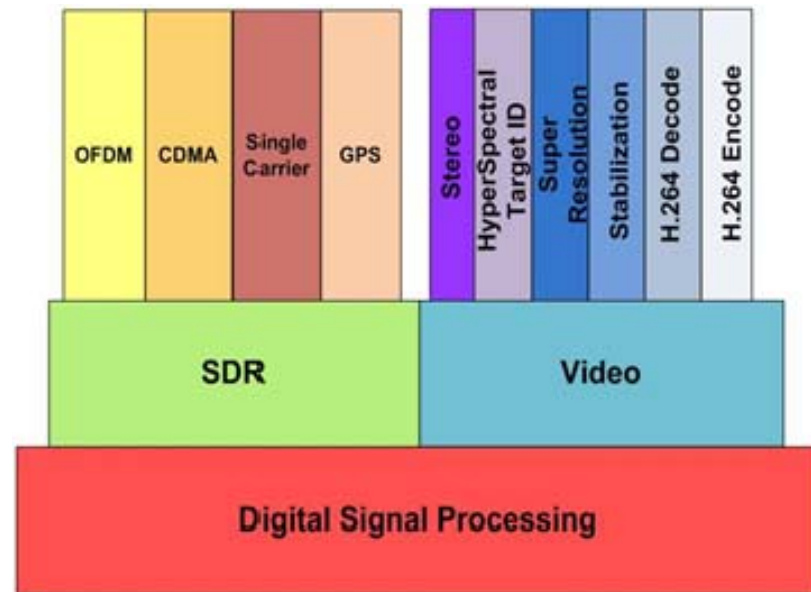 OFDM
CDMA
Single
Carrier
GPS
Stereo
HyperSpectral
Target ID
Super
Resolution
Stabilization
H.264 Decode
H.264 Encode
SDR
Video
Digital Signal Processing